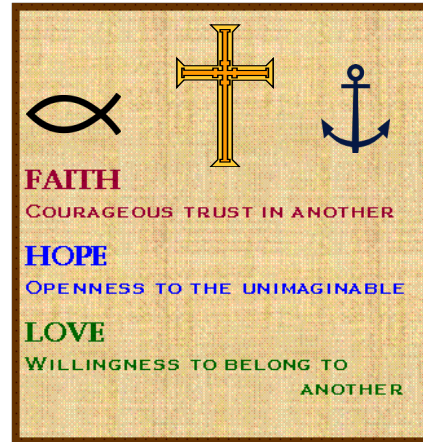 FAITH
COURAGEOUS TRUST IN ANOTHER
HOPE
OPENNESS TO THE UNIMAGINABLE
LOVE
WILLINGNESS TO BELONG TO
ANOTHER